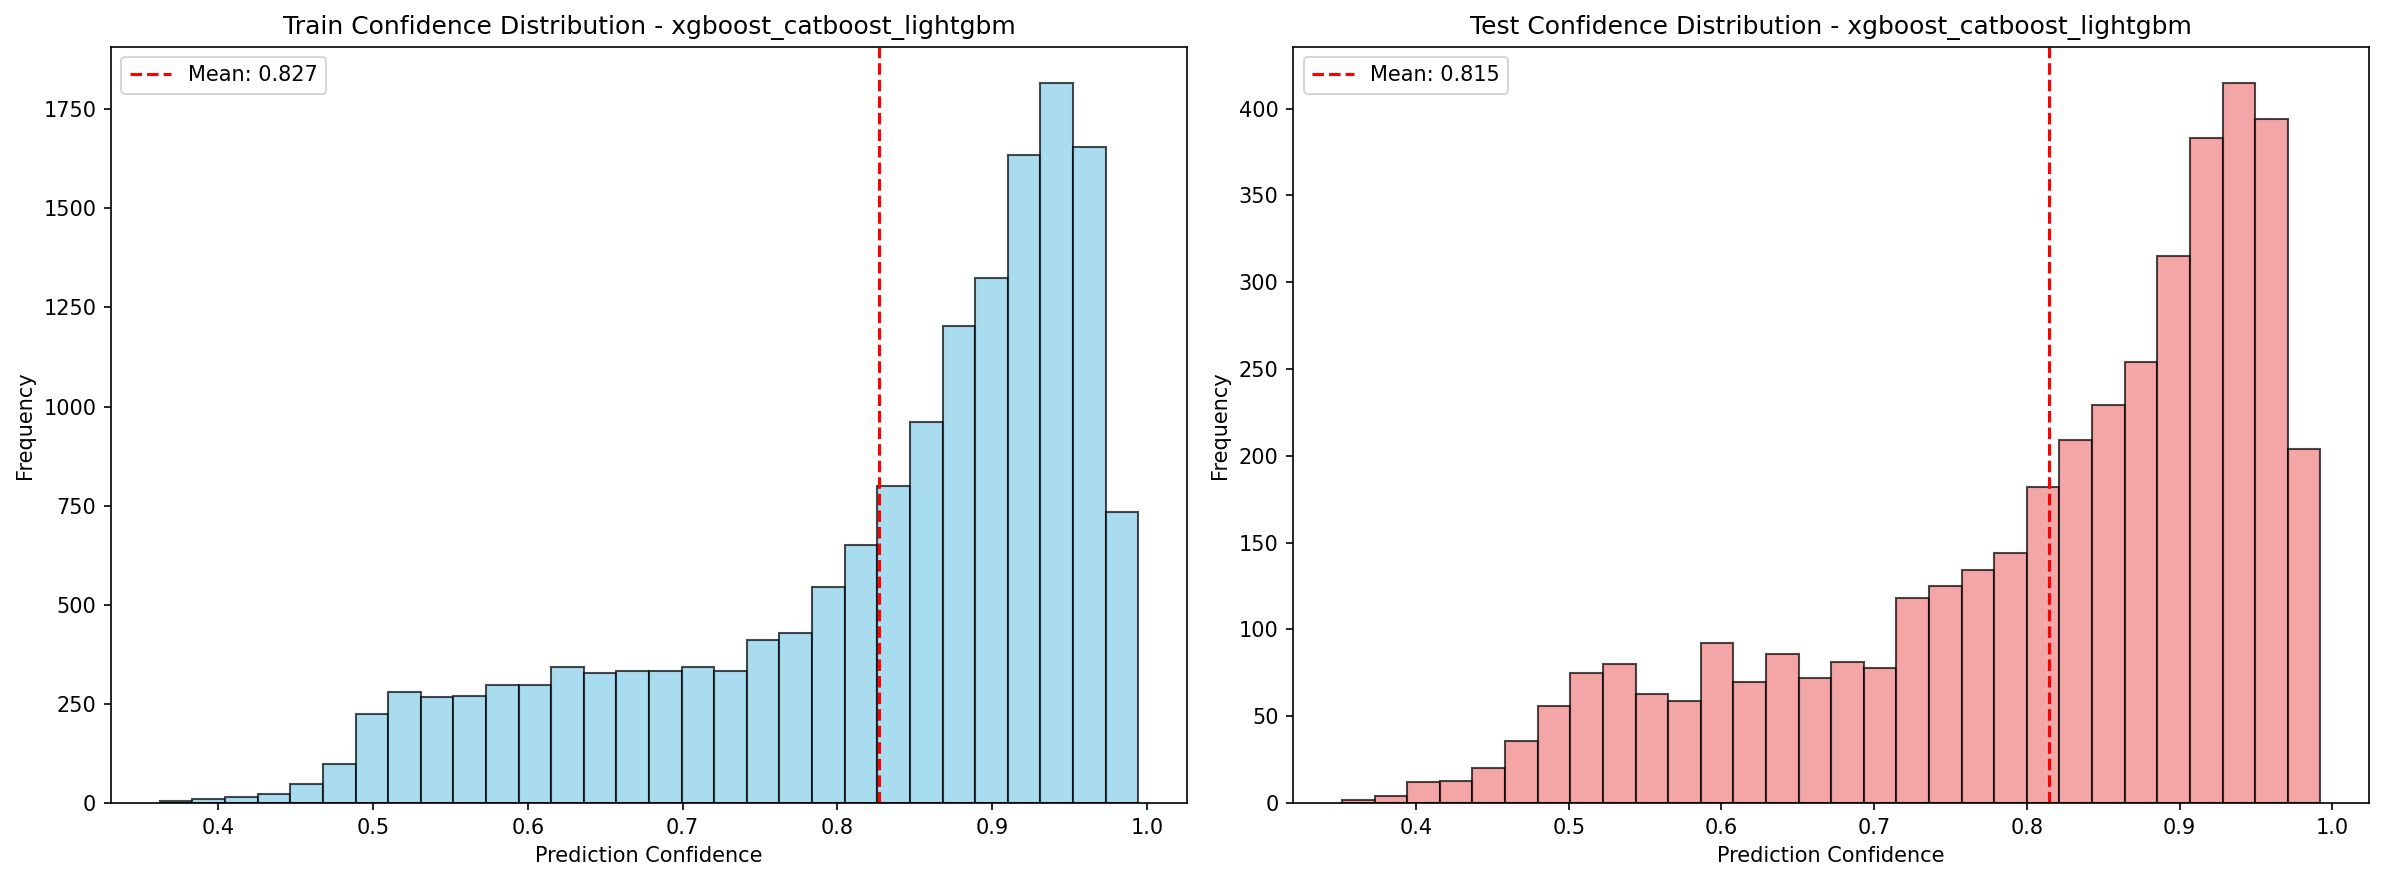 Train Confidence Distribution - xgboost_catboost_lightgbm
Mean: 0.827
Frequency
1750
1500
1250
1000
750
500
250
0
0.4 0.5 0.6 0.7 0.8 0.9 1.0
Prediction Confidence
Test Confidence Distribution - xgboost_catboost_lightgbm
Mean: 0.815
Frequency
400
350
300
250
200
150
100
50
0
0.4 0.5 0.6 0.7 0.8 0.9 1.0
Prediction Confidence